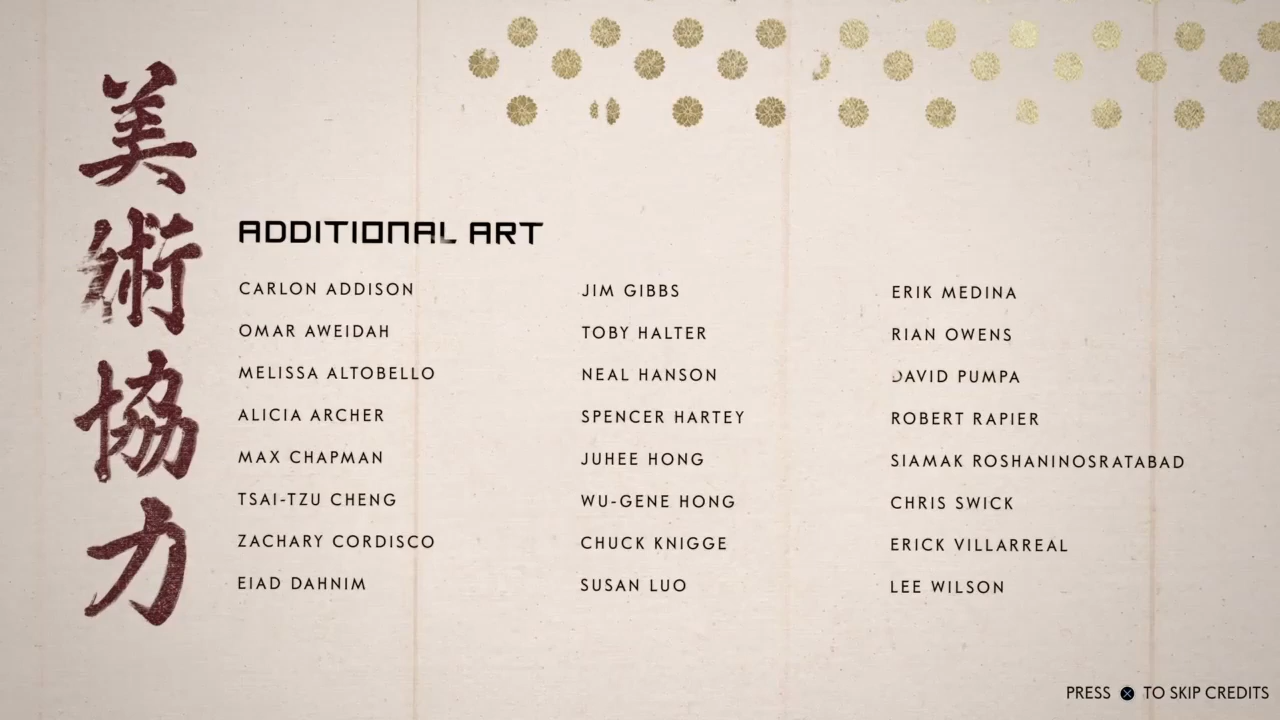 美術協力
ADDITIONAL ART
CARLON ADDISON
OMAR AWEIDAH
MELISSA ALTOBELLO
ALICIA ARCHER
MAX CHAPMAN
TSAI-TZU CHENG
ZACHARY CORDISCO
EIAD DAHNIM
JIM GIBBS
TOBY HALTER
NEAL HANSON
SPENCER HARTEY
JUHEE HONG
WU-GENE HONG
CHUCK KNIGGE
SUSAN LUO
ERIK MEDINA
RIAN OWENS
DAVID PUMPA
ROBERT RAPIER
SIAMAK ROSHANINOSRATABAD
CHRIS SWICK
ERICK VILLARREAL
LEE WILSON
PRESS ⊗ TO SKIP CREDITS